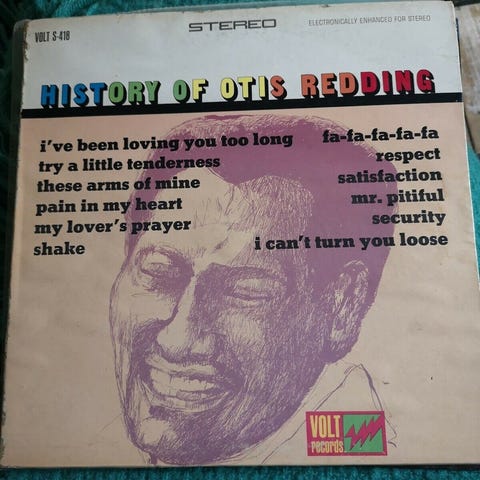 VOLT S-418
STEREO
ELECTRONICALLY ENHANCED FOR STEREO
HISTORY OF OTIS REDDING
i've been loving you too long
try a little tenderness
these arms of mine
pain in my heart
my lover's prayer
shake
fa-fa-fa-fa-fa
respect
satisfaction
mr. pitiful
security
i can't turn you loose
VOLT
records